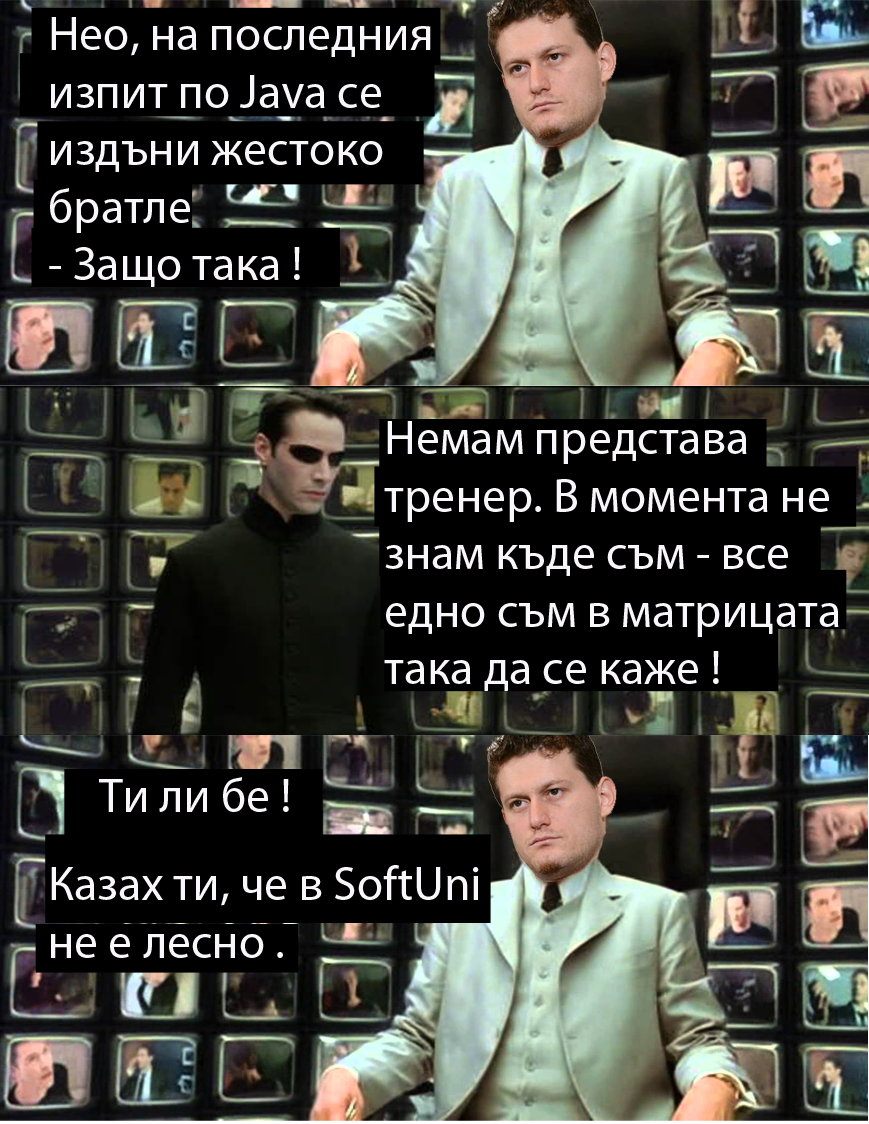 Нео, на последния
изпит по Java се
издъни жестоко
братле
- Защо така !
Немам представа
тренер. В момента не
знам къде съм - все
едно съм в матрицата
така да се каже !
Ти ли бе !
Казах ти, че в SoftUni
не е лесно .